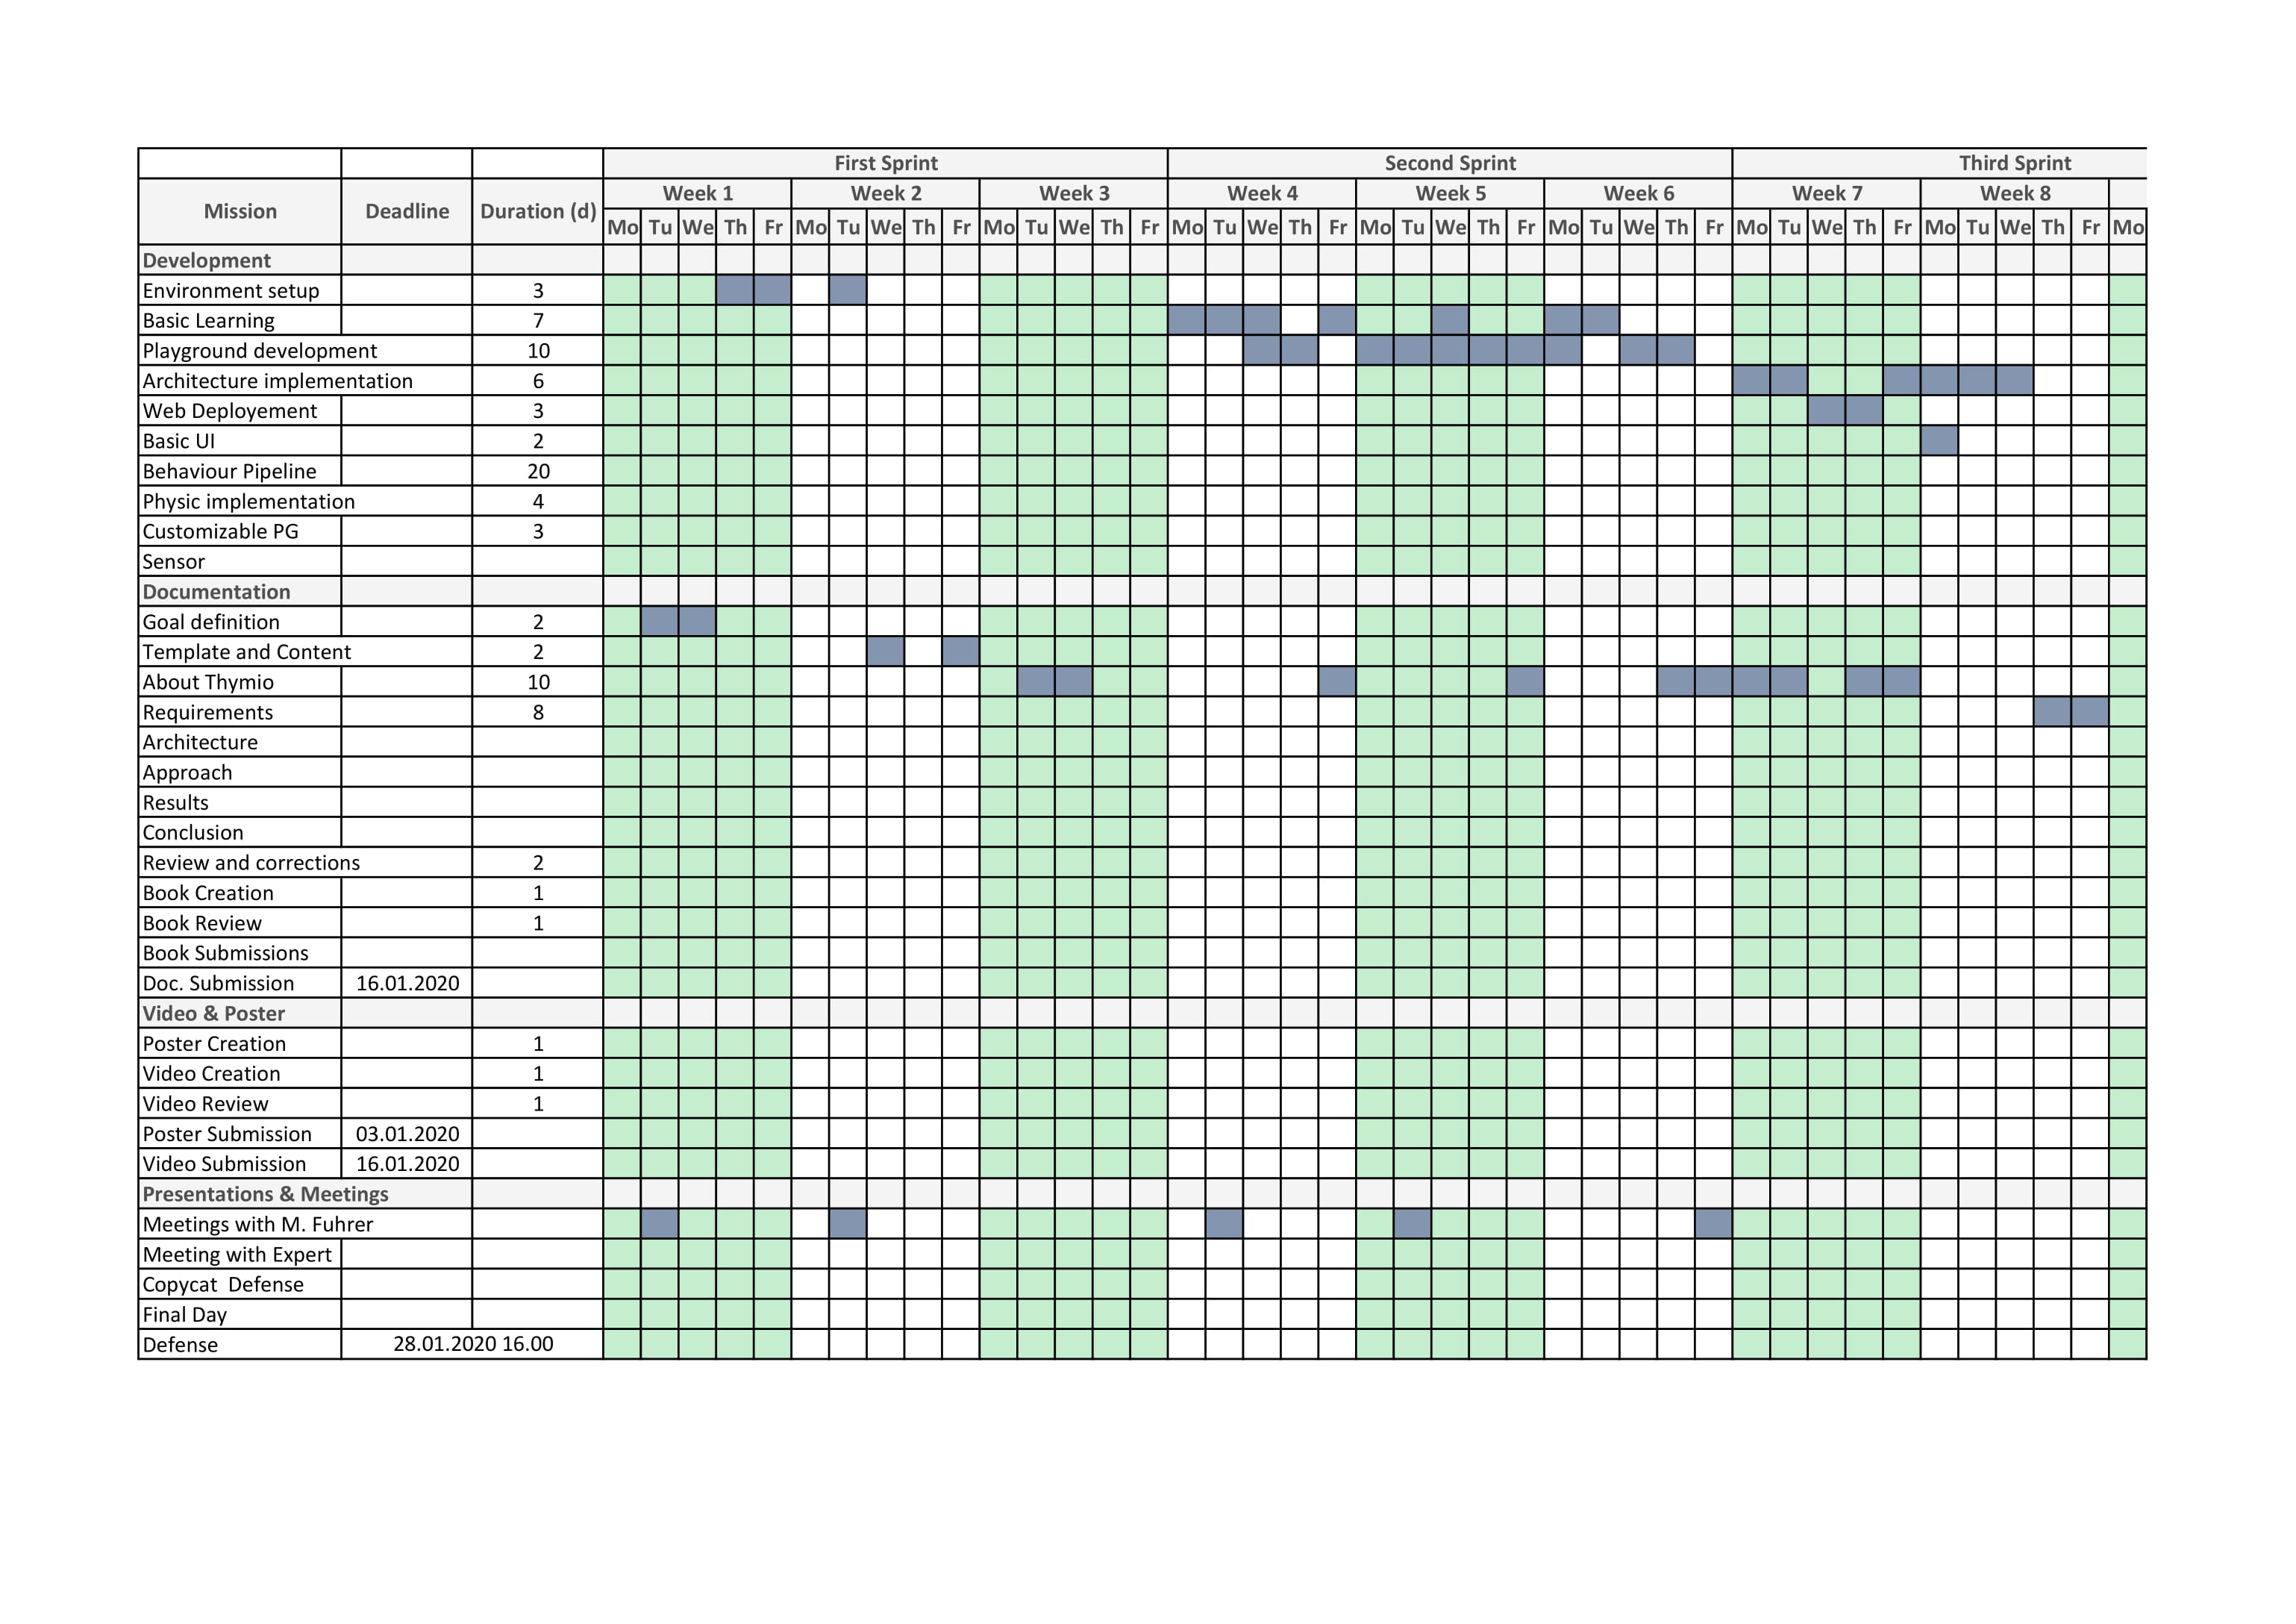 First Sprint Second Sprint Third Sprint
Mission Deadline Duration (d) Week 1 Week 2 Week 3 Week 4 Week 5 Week 6 Week 7 Week 8
Mo Tu We Th Fr Mo Tu We Th Fr Mo Tu We Th Fr Mo Tu We Th Fr Mo Tu We Th Fr Mo Tu We Th Fr Mo Tu We Th Fr Mo Tu We Th Fr Mo
Development
Environment setup 3
Basic Learning 7
Playground development 10
Architecture implementation 6
Web Deployement 3
Basic UI 2
Behaviour Pipeline 20
Physic implementation 4
Customizable PG 3
Sensor
Documentation
Goal definition 2
Template and Content 2
About Thymio 10
Requirements 8
Architecture
Approach
Results
Conclusion
Review and corrections 2
Book Creation 1
Book Review 1
Book Submissions
Doc. Submission 16.01.2020
Video & Poster
Poster Creation 1
Video Creation 1
Video Review 1
Poster Submission 03.01.2020
Video Submission 16.01.2020
Presentations & Meetings
Meetings with M. Fuhrer
Meeting with Expert
Copycat Defense
Final Day
Defense 28.01.2020 16.00